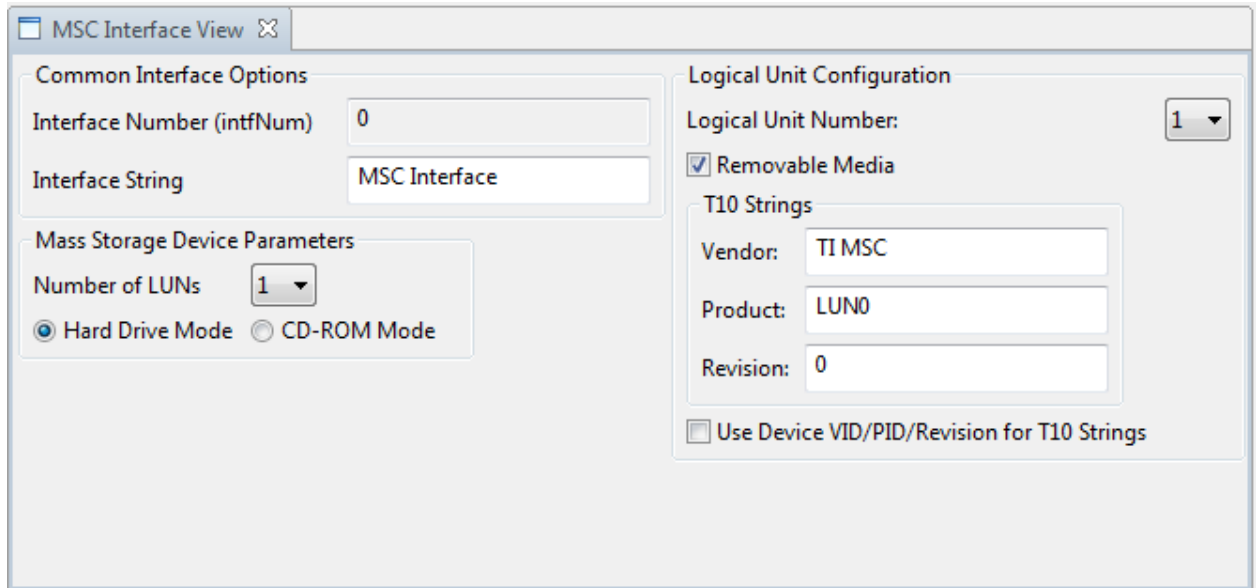 MSC Interface View
Common Interface Options
Interface Number (intfNum) 0
Interface String MSC Interface
Mass Storage Device Parameters
Number of LUNs 1
Hard Drive Mode CD-ROM Mode
Logical Unit Configuration
Logical Unit Number: 1
Removable Media
T10 Strings
Vendor: TI MSC
Product: LUN0
Revision: 0
Use Device VID/PID/Revision for T10 Strings